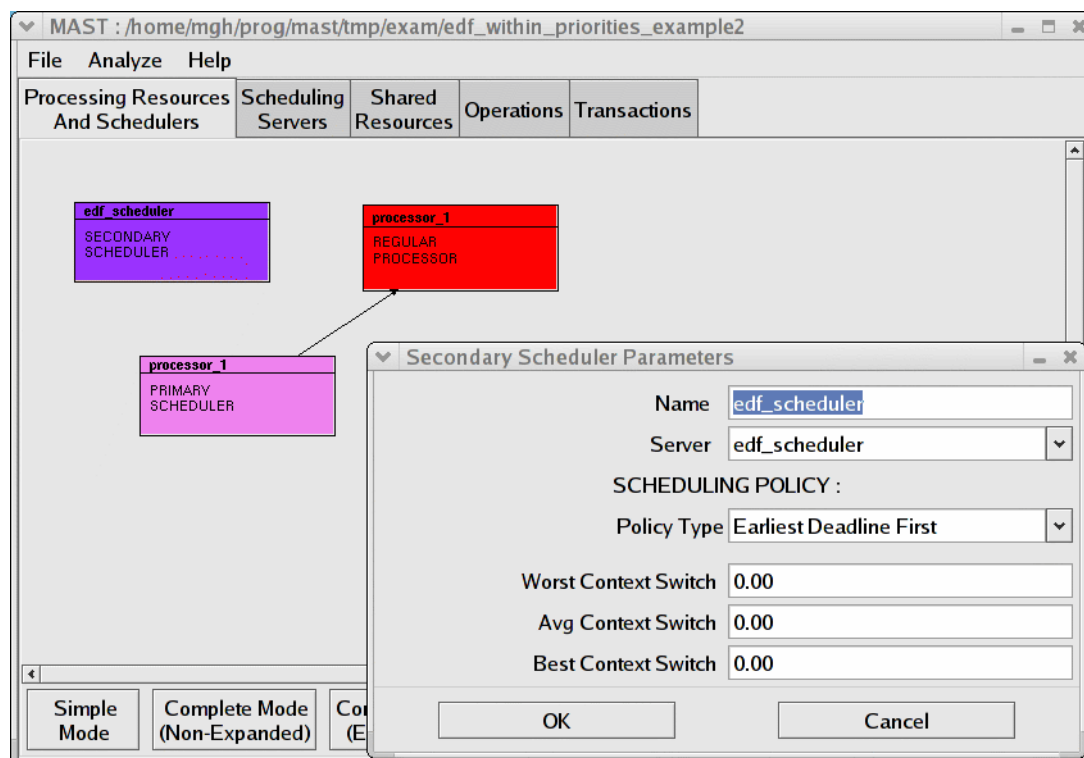 MAST : /home/mgh/prog/mast/tmp/exam/edf_within_priorities_example2
File Analyze Help
Processing Resources
And Schedulers
Scheduling
Servers
Shared
Resources
Operations
Transactions
edf_scheduler
SECONDARY
SCHEDULER
processor_1
REGULAR
PROCESSOR
processor_1
PRIMARY
SCHEDULER
Secondary Scheduler Parameters
Name edf_scheduler
Server edf_scheduler
SCHEDULING POLICY :
Policy Type Earliest Deadline First
Worst Context Switch 0.00
Avg Context Switch 0.00
Best Context Switch 0.00
OK Cancel
Simple
Mode
Complete Mode
(Non-Expanded)